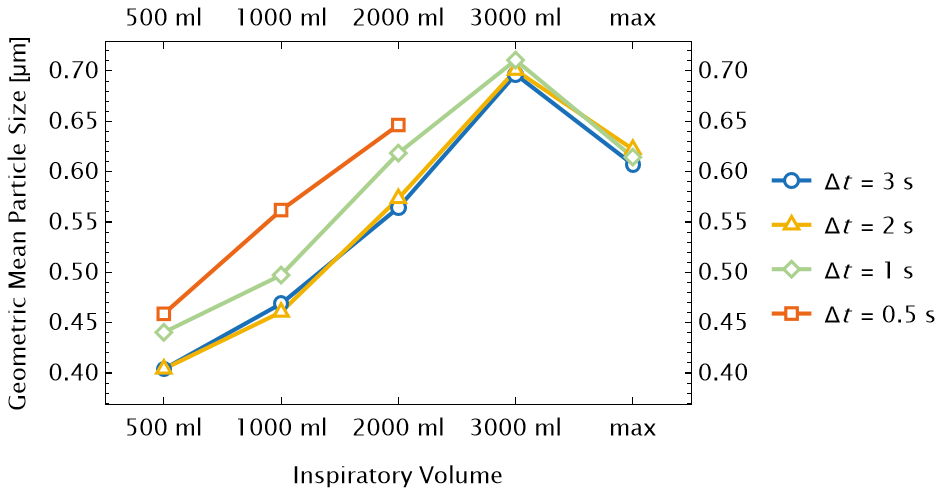 500 ml 1000 ml 2000 ml 3000 ml max
Geometric Mean Particle Size [µm]
0.70 0.70
0.65 0.65
0.60 0.60
0.55 0.55
0.50 0.50
0.45 0.45
0.40 0.40
500 ml 1000 ml 2000 ml 3000 ml max
Inspiratory Volume
Δt = 3 s
Δt = 2 s
Δt = 1 s
Δt = 0.5 s